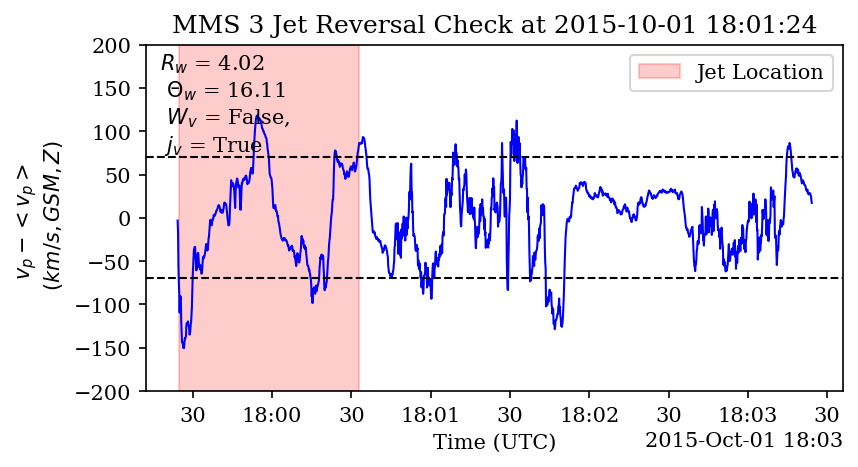 MMS 3 Jet Reversal Check at 2015-10-01 18:01:24
200
150
100
50
0
−50
−100
−150
−200
v_p − < v_p >
(km/s, GSM, Z)
R_w = 4.02
Θ_w = 16.11
W_v = False,
j_v = True
Jet Location
30 18:00 30 18:01 30 18:02 30 18:03 30
Time (UTC)
2015-Oct-01 18:03